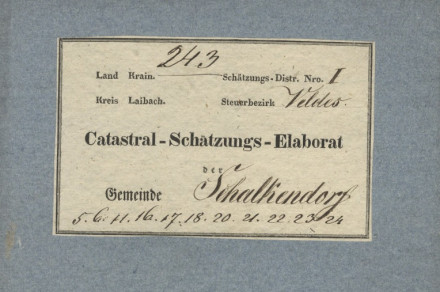 243
Land Krain. Schätzungs-Distr. Nro. I
Kreis Laibach. Steuerbezirk Veldes.
Catastral-Schätzungs-Elaborat
der
Gemeinde Schalkendorf
5. 6. 11. 16. 17. 18. 20. 21. 22. 23. 24